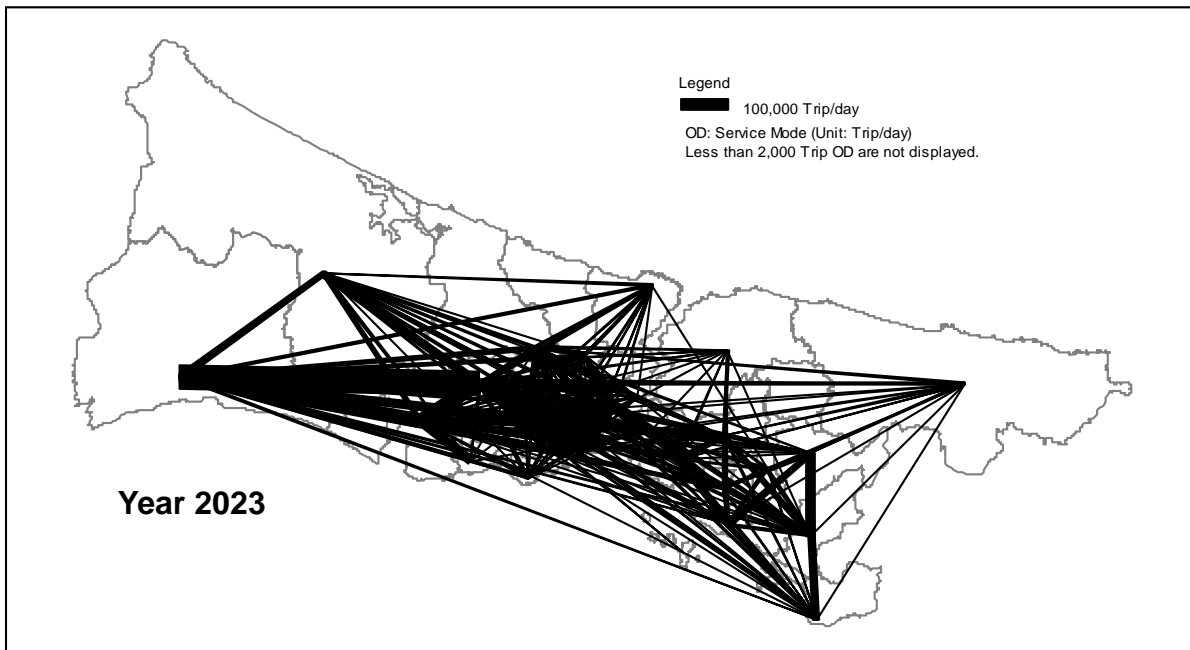 Legend
100,000 Trip/day
OD: Service Mode (Unit: Trip/day)
Less than 2,000 Trip OD are not displayed.
Year 2023